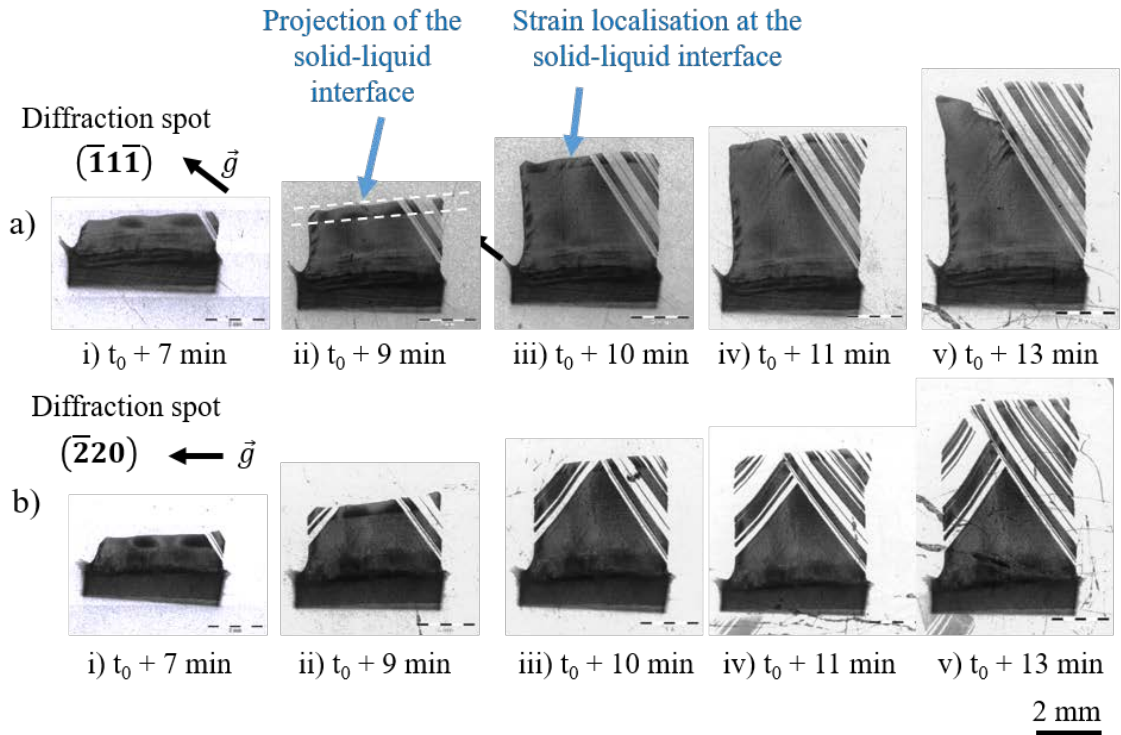 Projection of the
solid-liquid
interface
Strain localisation at the
solid-liquid interface
Diffraction spot
(1̅11̅) g⃗
a)
i) t₀ + 7 min
ii) t₀ + 9 min
iii) t₀ + 10 min
iv) t₀ + 11 min
v) t₀ + 13 min
Diffraction spot
(2̅20) g⃗
b)
i) t₀ + 7 min
ii) t₀ + 9 min
iii) t₀ + 10 min
iv) t₀ + 11 min
v) t₀ + 13 min
2 mm